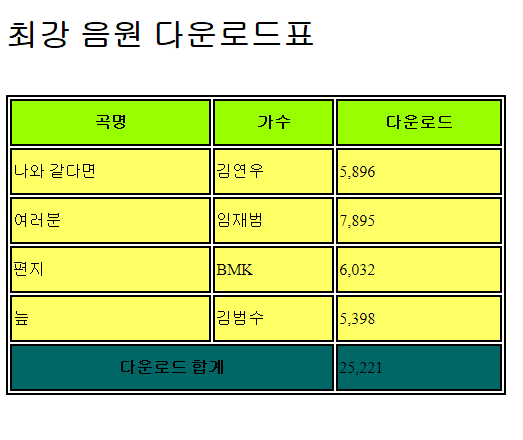 최강 음원 다운로드표
곡명 가수 다운로드
나와 같다면 김연우 5,896
여러분 임재범 7,895
편지 BMK 6,032
늪 김범수 5,398
다운로드 합계 25,221